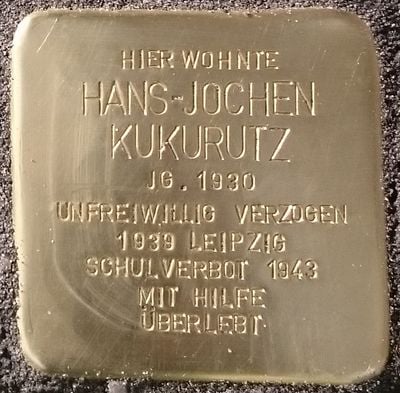 HIER WOHNTE
HANS-JOCHEN
KUKURUTZ
JG. 1930
UNFREIWILLIG VERZOGEN
1939 LEIPZIG
SCHULVERBOT 1943
MIT HILFE
ÜBERLEBT